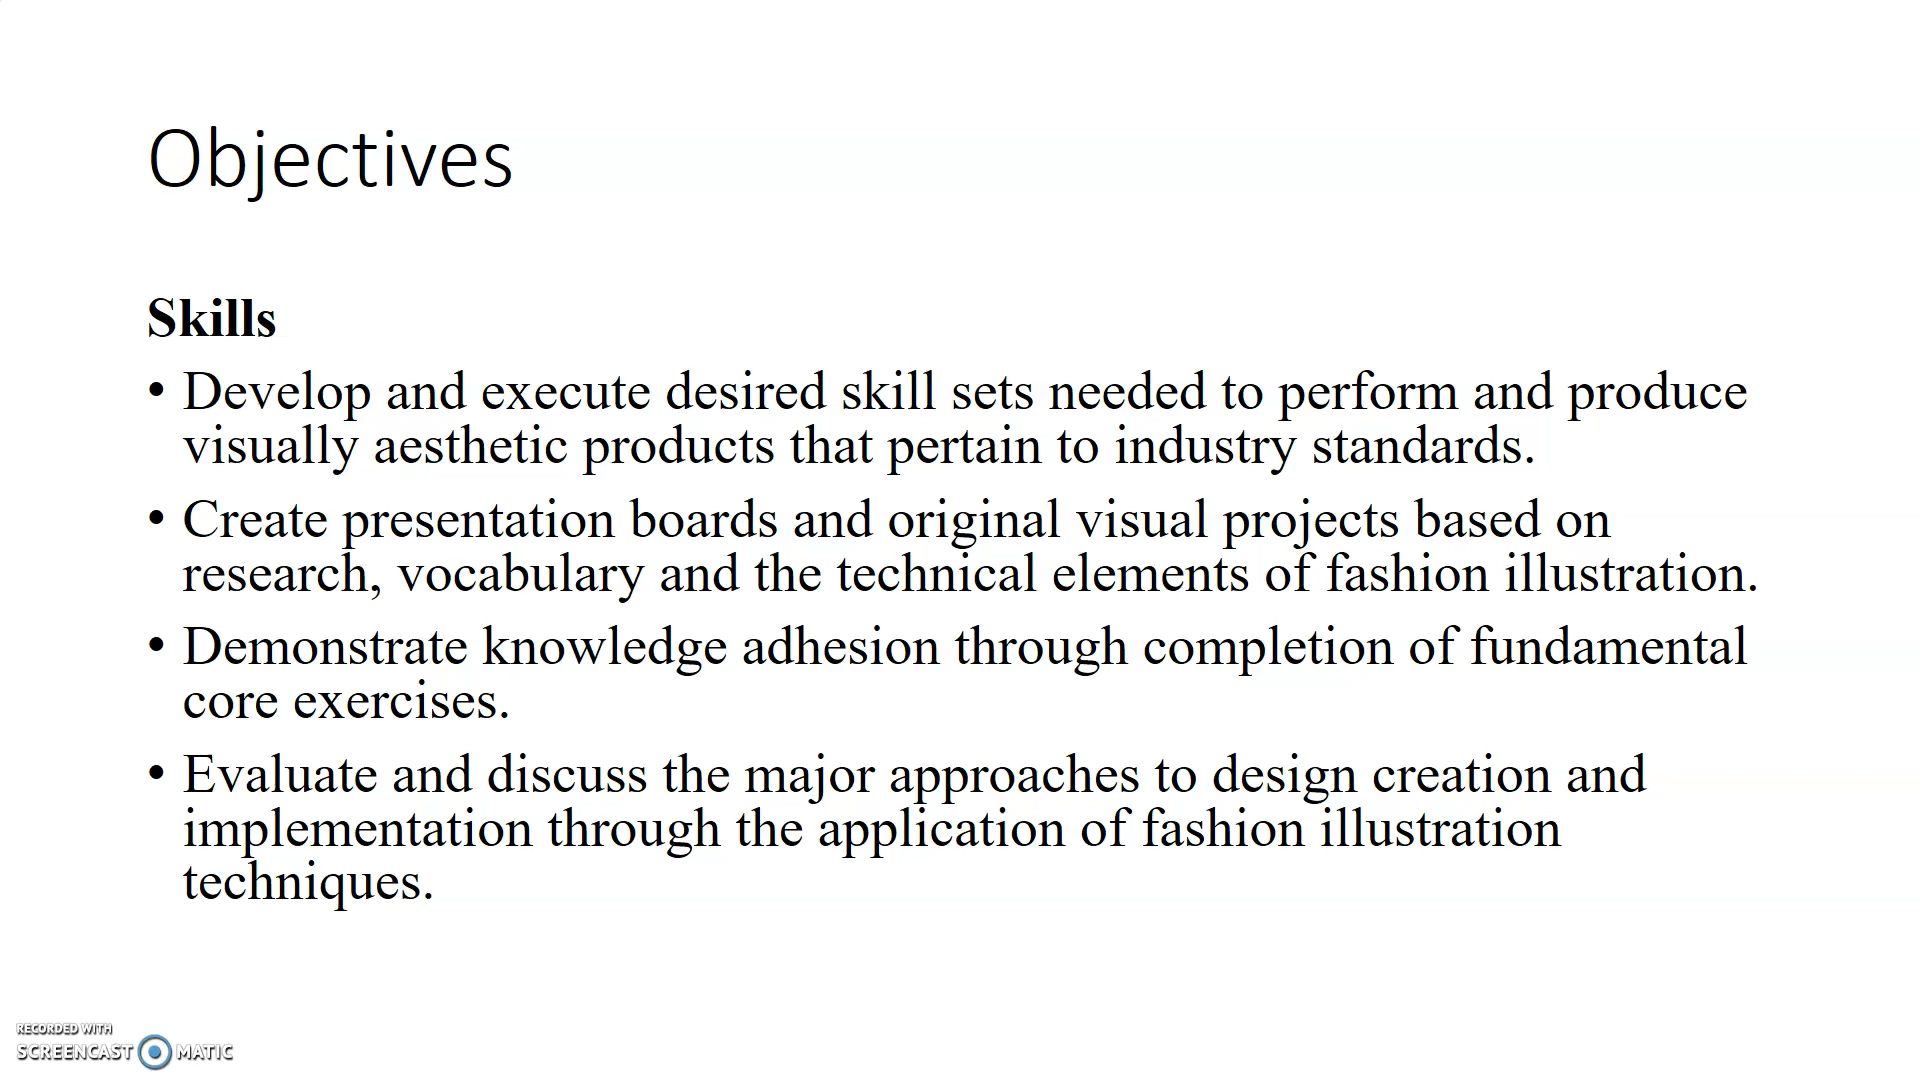 Objectives
Skills
• Develop and execute desired skill sets needed to perform and produce
visually aesthetic products that pertain to industry standards.
• Create presentation boards and original visual projects based on
research, vocabulary and the technical elements of fashion illustration.
• Demonstrate knowledge adhesion through completion of fundamental
core exercises.
• Evaluate and discuss the major approaches to design creation and
implementation through the application of fashion illustration
techniques.
RECORDED WITH
SCREENCAST MATIC